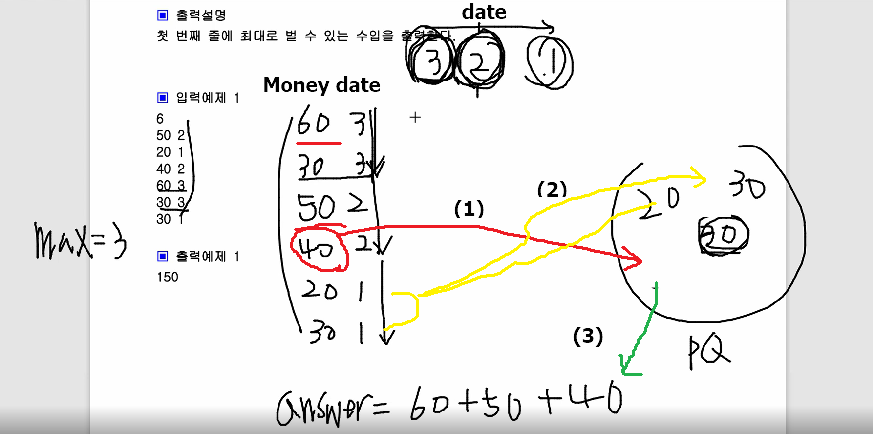 ▣ 출력설명
첫 번째 줄에 최대로 벌 수 있는 수입을 출력한다.
date
3 2 1
▣ 입력예제 1
6
50 2
20 1
40 2
60 3
30 3
30 1
max=3
▣ 출력예제 1
150
Money date
60 3
30 3
50 2
40 2
20 1
30 1
(1)
(2)
(3)
20 30
30
PQ
answer= 60+50+40